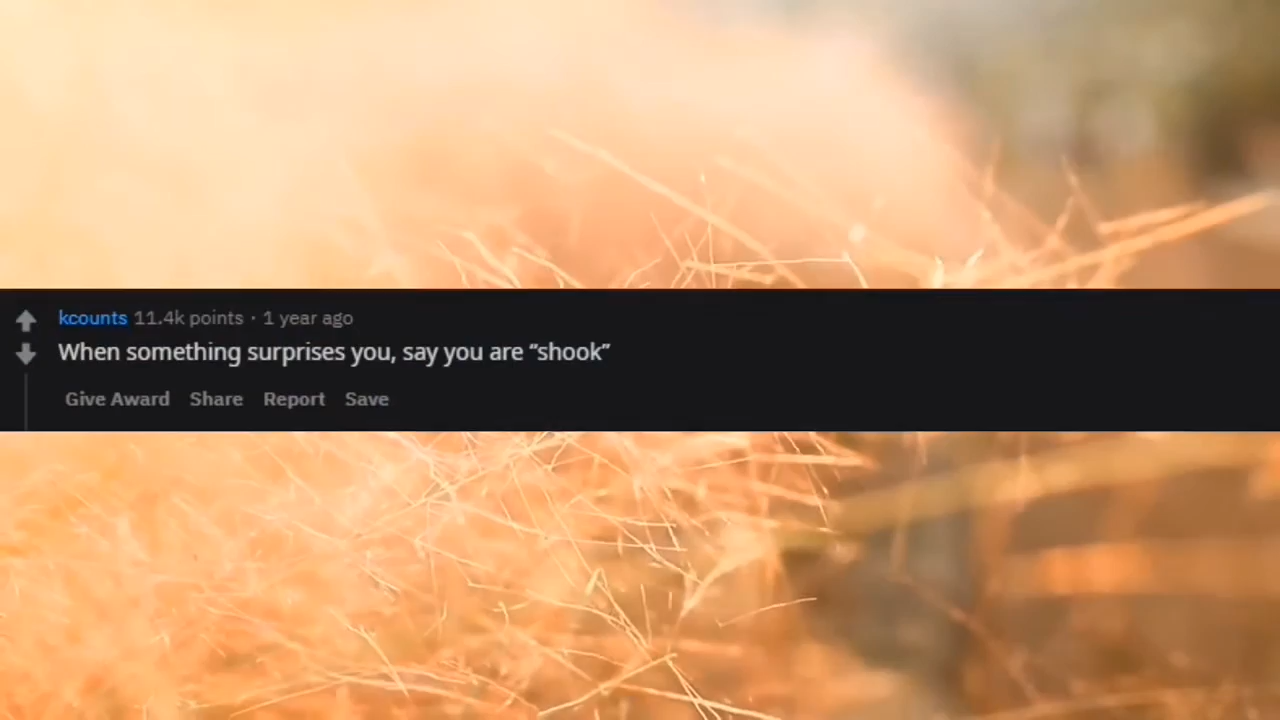 kcounts 11.4k points · 1 year ago
When something surprises you, say you are “shook”
Give Award Share Report Save